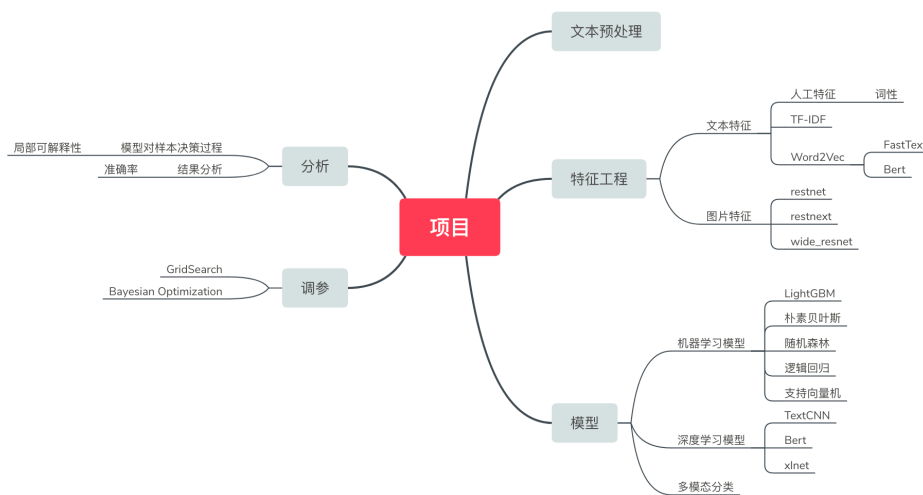 项目
文本预处理
特征工程
文本特征
人工特征
词性
TF-IDF
Word2Vec
FastTex
Bert
图片特征
restnet
restnext
wide_resnet
模型
机器学习模型
LightGBM
朴素贝叶斯
随机森林
逻辑回归
支持向量机
深度学习模型
TextCNN
Bert
xlnet
多模态分类
分析
模型对样本决策过程
局部可解释性
结果分析
准确率
调参
GridSearch
Bayesian Optimization